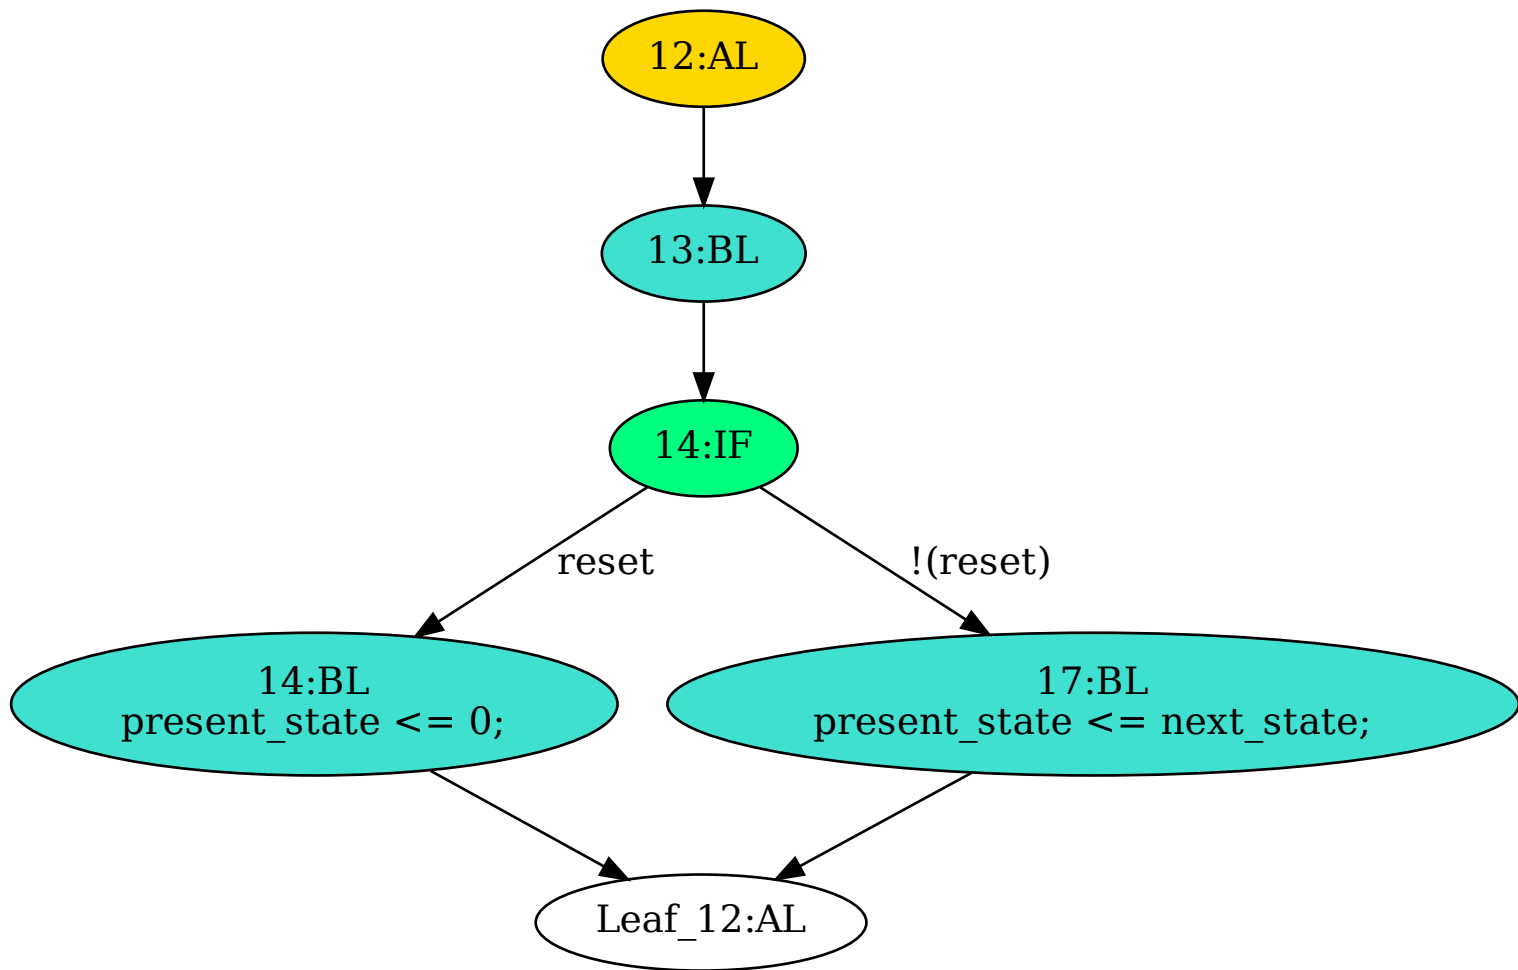 12:AL
13:BL
14:IF
reset
!(reset)
14:BL
present_state <= 0;
17:BL
present_state <= next_state;
Leaf_12:AL